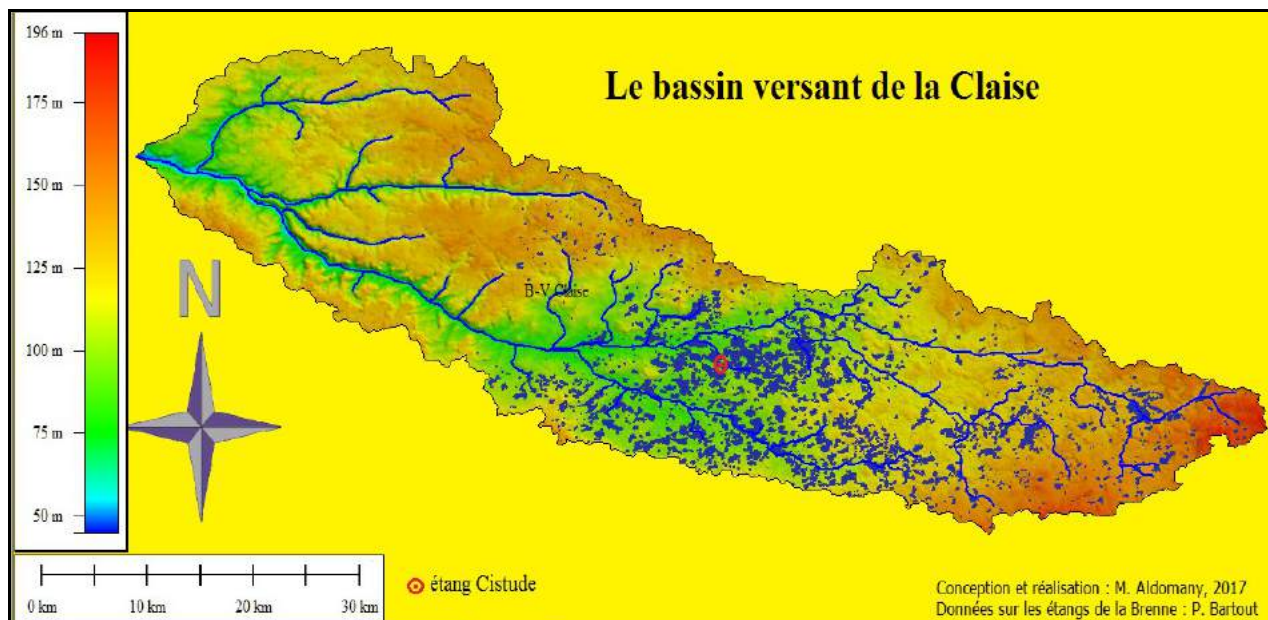 196 m
175 m
150 m
125 m
100 m
75 m
50 m
Le bassin versant de la Claise
N
B-V Claise
0 km
10 km
20 km
30 km
étang Cistude
Conception et réalisation : M. Aldomany, 2017
Données sur les étangs de la Brenne : P. Bartout